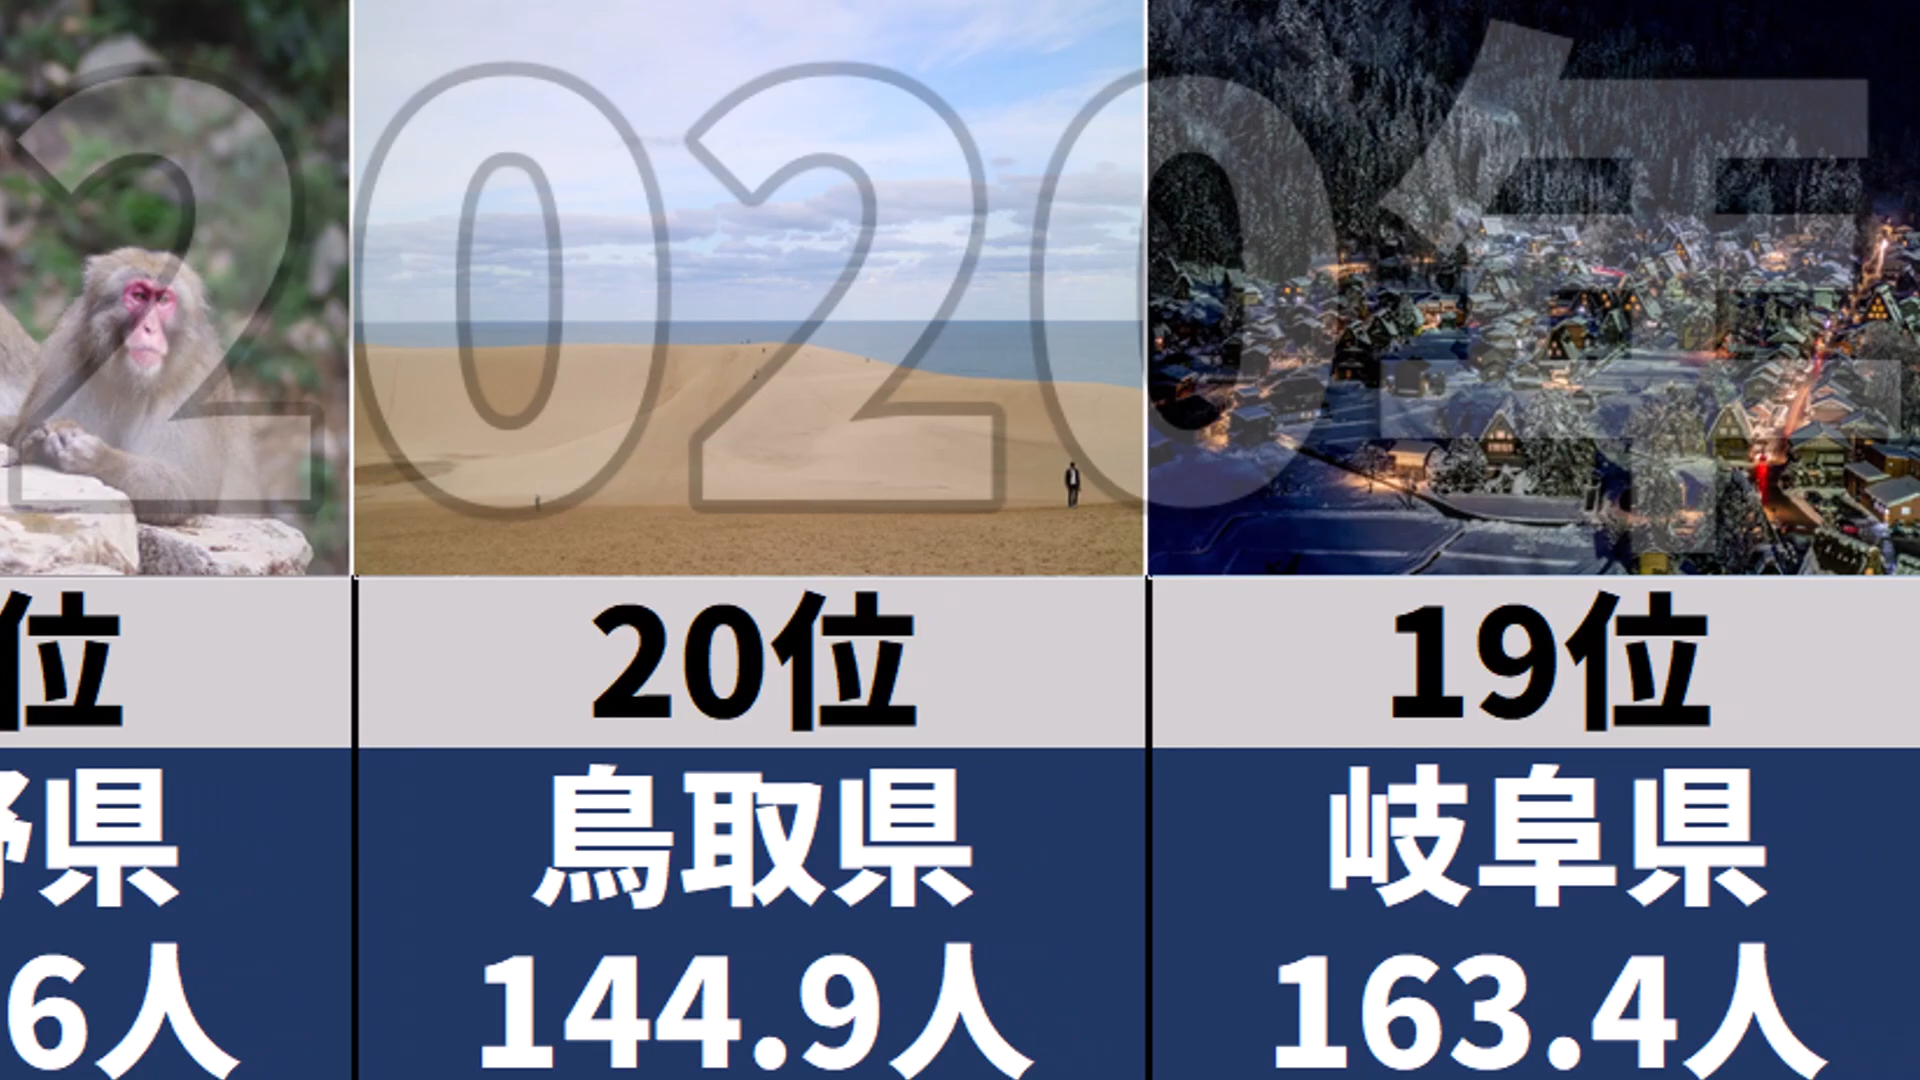 2020年
位
20位
19位
県
鳥取県
岐阜県
6人
144.9人
163.4人